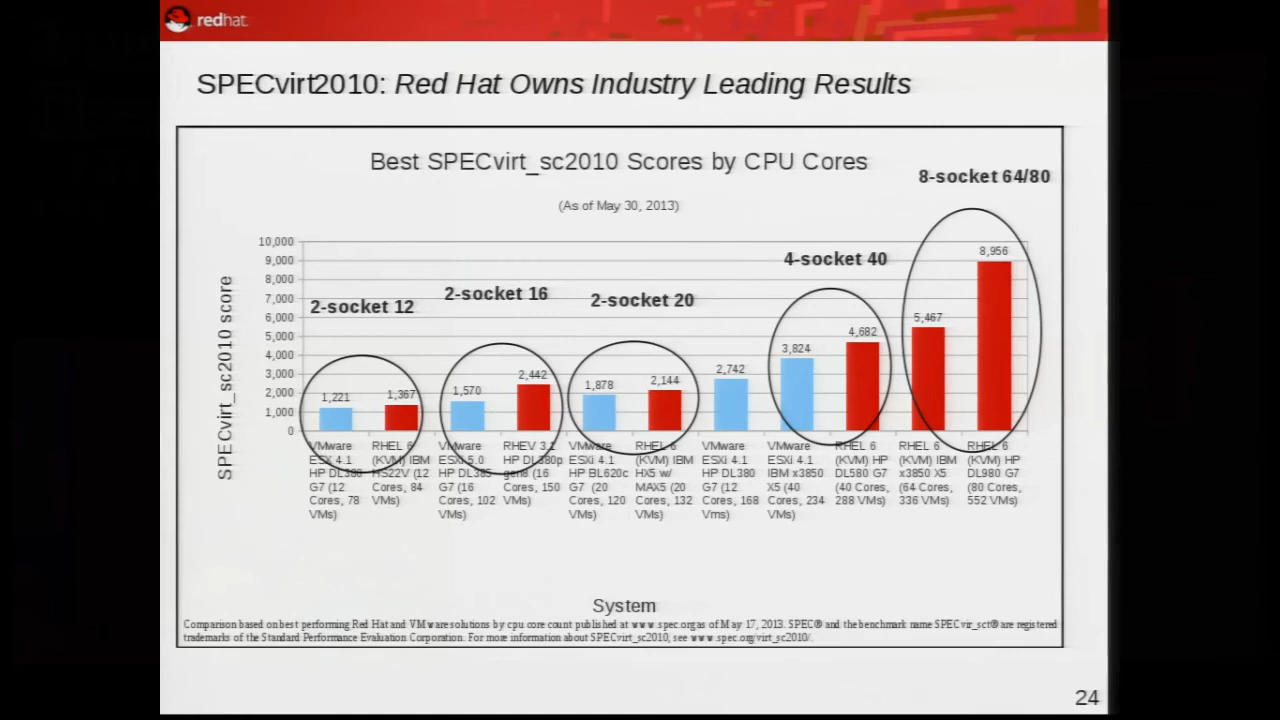 redhat
SPECvirt2010: Red Hat Owns Industry Leading Results
Best SPECvirt_sc2010 Scores by CPU Cores
(As of May 30, 2013)
8-socket 64/80
4-socket 40
2-socket 12
2-socket 16
2-socket 20
SPECvirt_sc2010 score
10,000
9,000
8,000
7,000
6,000
5,000
4,000
3,000
2,000
1,000
0
1,221
1,367
1,570
2,442
1,878
2,144
2,742
3,824
4,682
5,467
8,956
VMware
ESX 4.1
HP DL380
G7 (12
Cores, 78
VMs)
RHEL 6
(KVM) IBM
HS22V (12
Cores, 84
VMs)
VMware
ESXi 5.0
HP DL385
G7 (16
Cores, 102
VMs)
RHEV 3.1
HP DL380p
gen8 (16
Cores, 150
VMs)
VMware
ESXi 4.1
HP BL620c
G7 (20
Cores, 120
VMs)
RHEL 6
(KVM) IBM
HX5 w/
MAX5 (20
Cores, 132
VMs)
VMware
ESXi 4.1
HP DL380
G7 (12
Cores, 168
Vms)
VMware
ESXi 4.1
IBM x3850
X5 (40
Cores, 234
VMs)
RHEL 6
(KVM) HP
DL580 G7
(40 Cores,
288 VMs)
RHEL 6
(KVM) IBM
x3850 X5
(64 Cores,
336 VMs)
RHEL 6
(KVM) HP
DL980 G7
(80 Cores,
552 VMs)
System
Comparison based on best performing Red Hat and VMware solutions by cpu core count published at www.spec.org as of May 17, 2013. SPEC® and the benchmark name SPECvir_sct® are registered
trademarks of the Standard Performance Evaluation Corporation. For more information about SPECvirt_sc2010, see www.spec.org/virt_sc2010/.
24